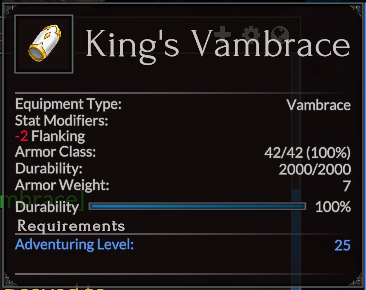 King's Vambrace
Equipment Type: Vambrace
Stat Modifiers:
-2 Flanking
Armor Class: 42/42 (100%)
Durability: 2000/2000
Armor Weight: 7
mbrace]
Durability 100%
Requirements
Adventuring Level: 25